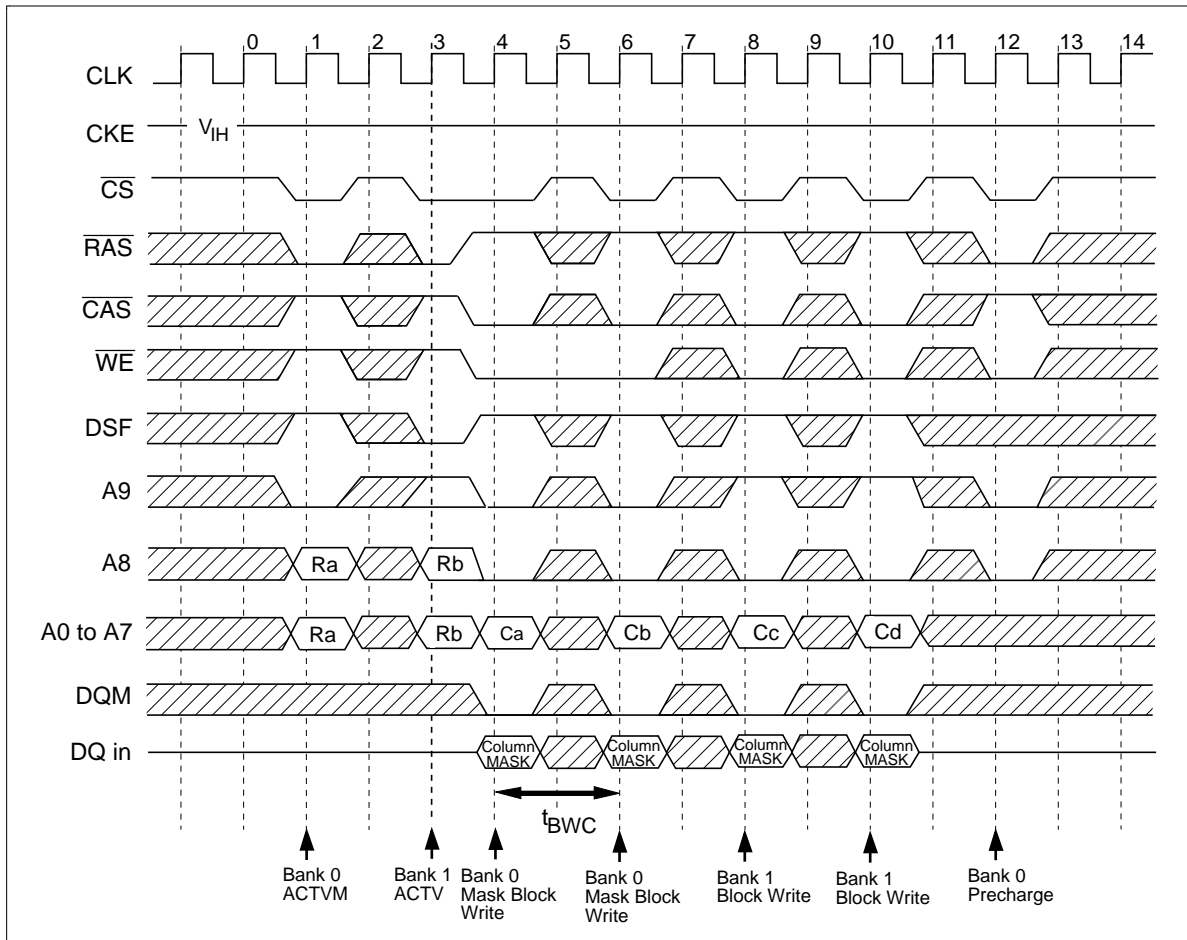 0 1 2 3 4 5 6 7 8 9 10 11 12 13 14
CLK
CKE VIH
CS
RAS
CAS
WE
DSF
A9
A8 Ra Rb
A0 to A7 Ra Rb Ca Cb Cc Cd
DQM
DQ in Column MASK Column MASK Column MASK Column MASK
tBWC
Bank 0
ACTVM
Bank 1
ACTV
Bank 0
Mask Block
Write
Bank 0
Mask Block
Write
Bank 1
Block Write
Bank 1
Block Write
Bank 0
Precharge